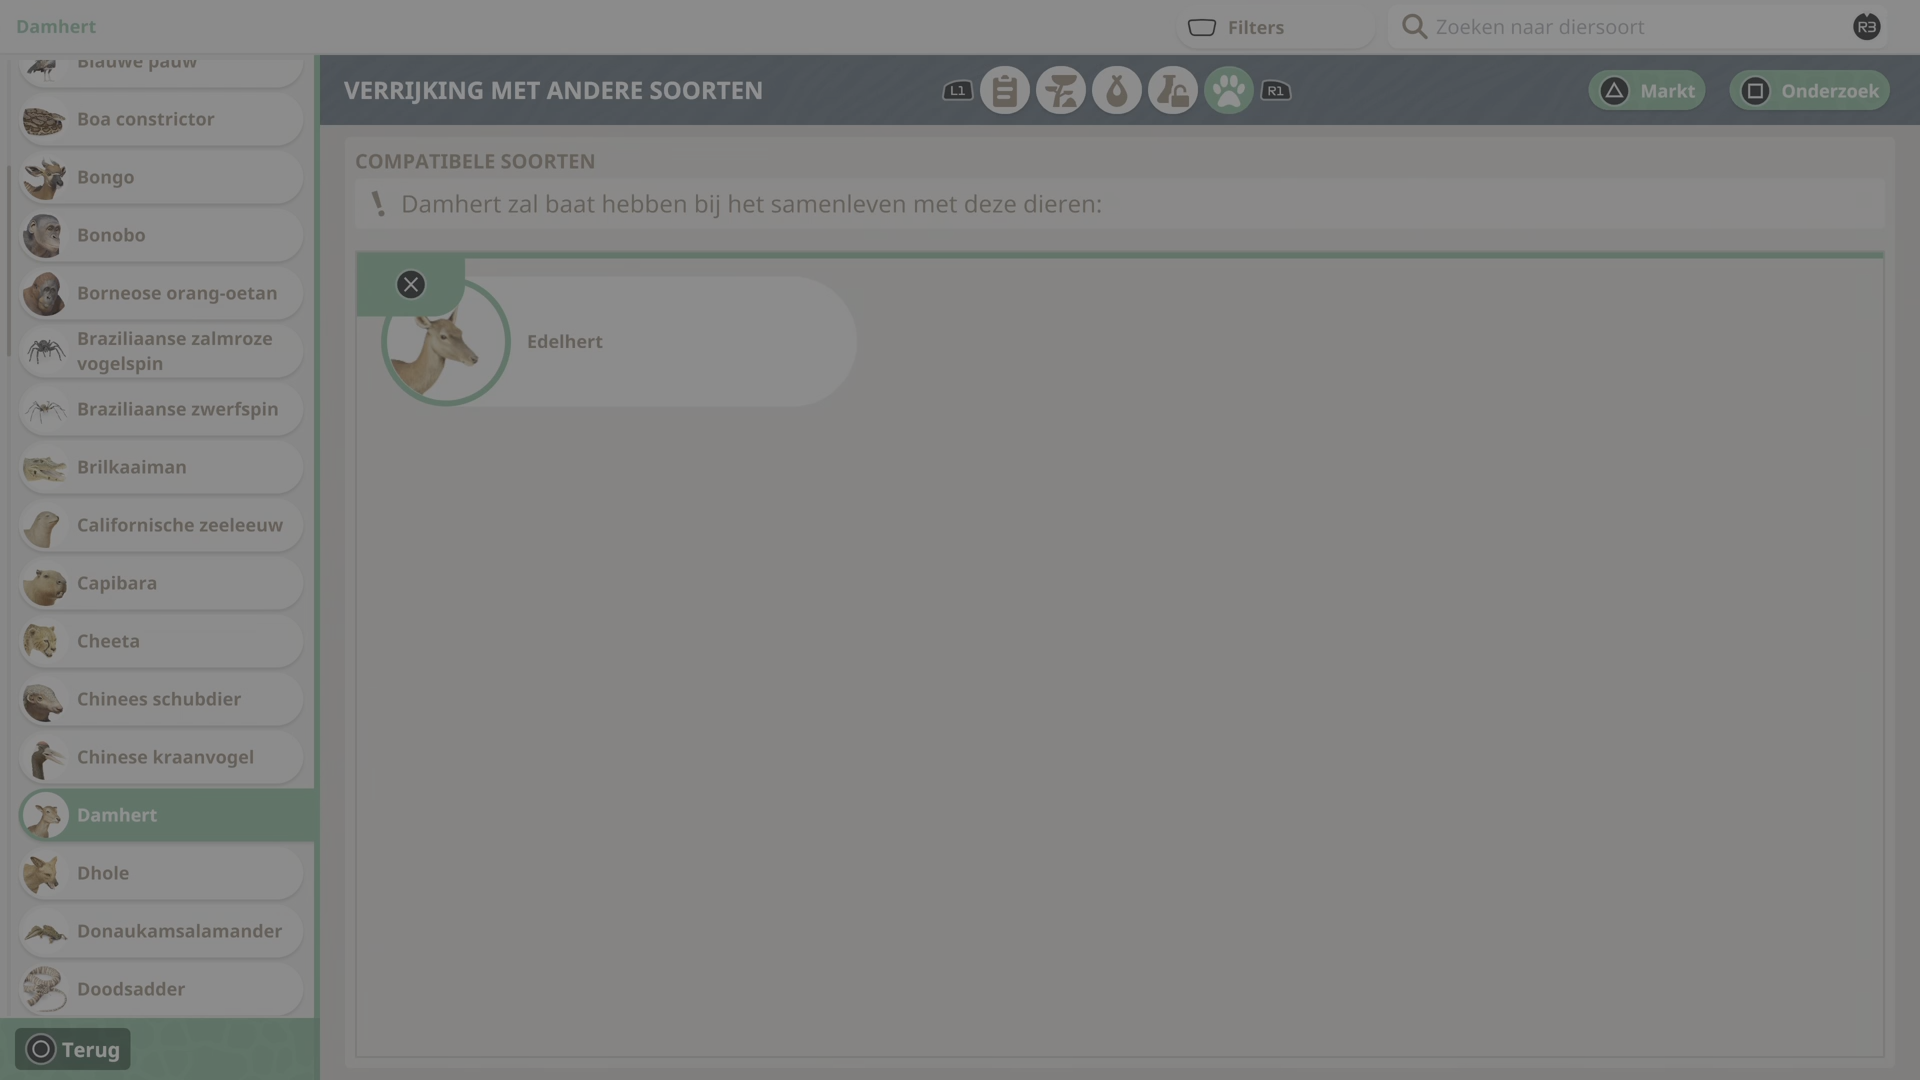 Damhert
Filters
Zoeken naar diersoort
R3
Blauwe pauw
Boa constrictor
Bongo
Bonobo
Borneose orang-oetan
Braziliaanse zalmroze
vogelspin
Braziliaanse zwerfspin
Brilkaaiman
Californische zeeleeuw
Capibara
Cheeta
Chinees schubdier
Chinese kraanvogel
Damhert
Dhole
Donaukamsalamander
Doodsadder
Terug
VERRIJKING MET ANDERE SOORTEN
L1
R1
Markt
Onderzoek
COMPATIBELE SOORTEN
Damhert zal baat hebben bij het samenleven met deze dieren:
Edelhert